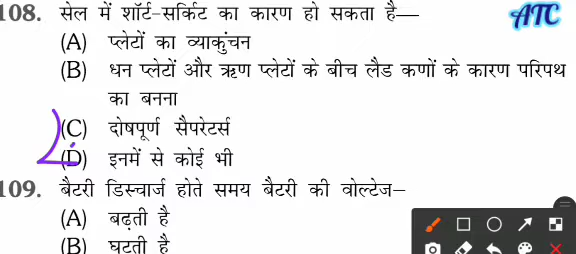 108. सेल में शॉर्ट-सर्किट का कारण हो सकता है— ATC
(A) प्लेटों का व्याकुंचन
(B) धन प्लेटों और ऋण प्लेटों के बीच लैड कणों के कारण परिपथ
का बनना
(C) दोषपूर्ण सैपरेटर्स
(D) इनमें से कोई भी
109. बैटरी डिस्चार्ज होते समय बैटरी की वोल्टेज–
(A) बढ़ती है
(B) घटती है